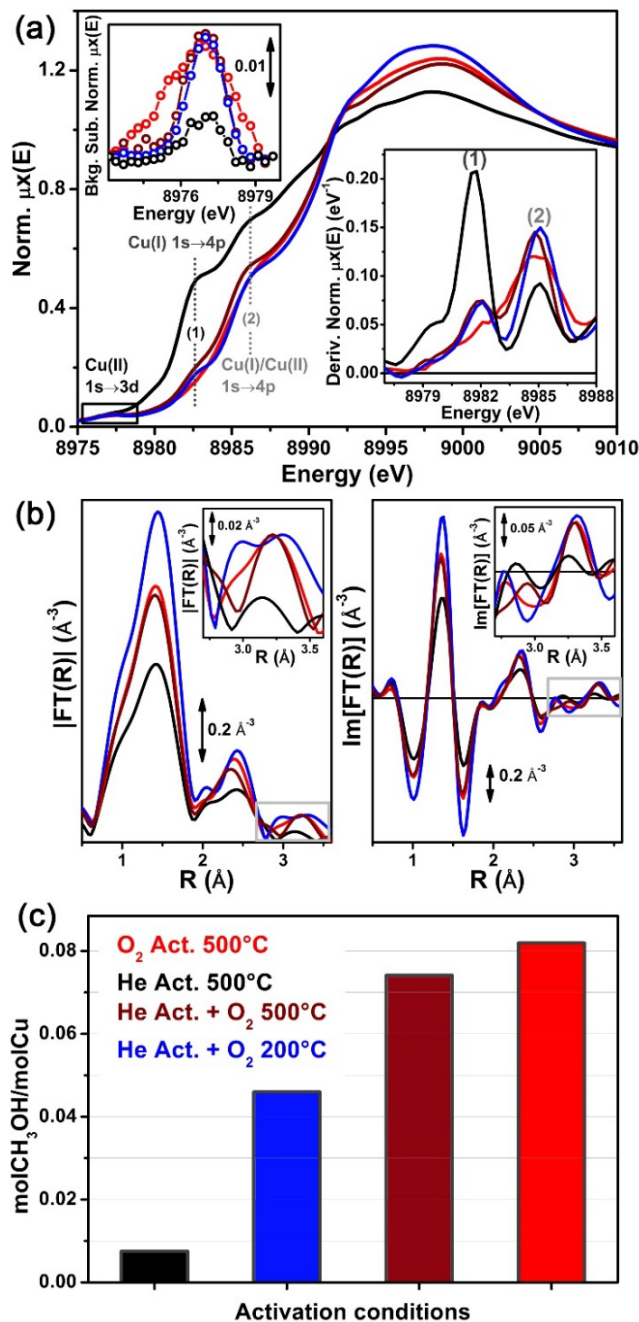 (a)
1.2
0.8
0.4
0.0
Norm. μx(E)
Bkg. Sub. Norm. μx(E)
0.01
8976
8979
Energy (eV)
Cu(I) 1s→4p
(1)
(2)
Cu(II)
1s→3d
Cu(I)/Cu(II)
1s→4p
(1)
(2)
0.20
0.15
0.10
0.05
0.00
Deriv. Norm. μx(E) (eV⁻¹)
8979
8982
8985
8988
Energy (eV)
8975
8980
8985
8990
8995
9000
9005
9010
Energy (eV)
(b)
|FT(R)| (Å⁻³)
0.02 Å⁻³
|FT(R)| (Å⁻³)
3.0
3.5
R (Å)
0.2 Å⁻³
1
2
3
R (Å)
Im[FT(R)] (Å⁻³)
0.05 Å⁻³
Im[FT(R)] (Å⁻³)
3.0
3.5
R (Å)
0.2 Å⁻³
1
2
3
R (Å)
(c)
0.08
0.06
0.04
0.02
0.00
molCH₃OH/molCu
O₂ Act. 500°C
He Act. 500°C
He Act. + O₂ 500°C
He Act. + O₂ 200°C
Activation conditions